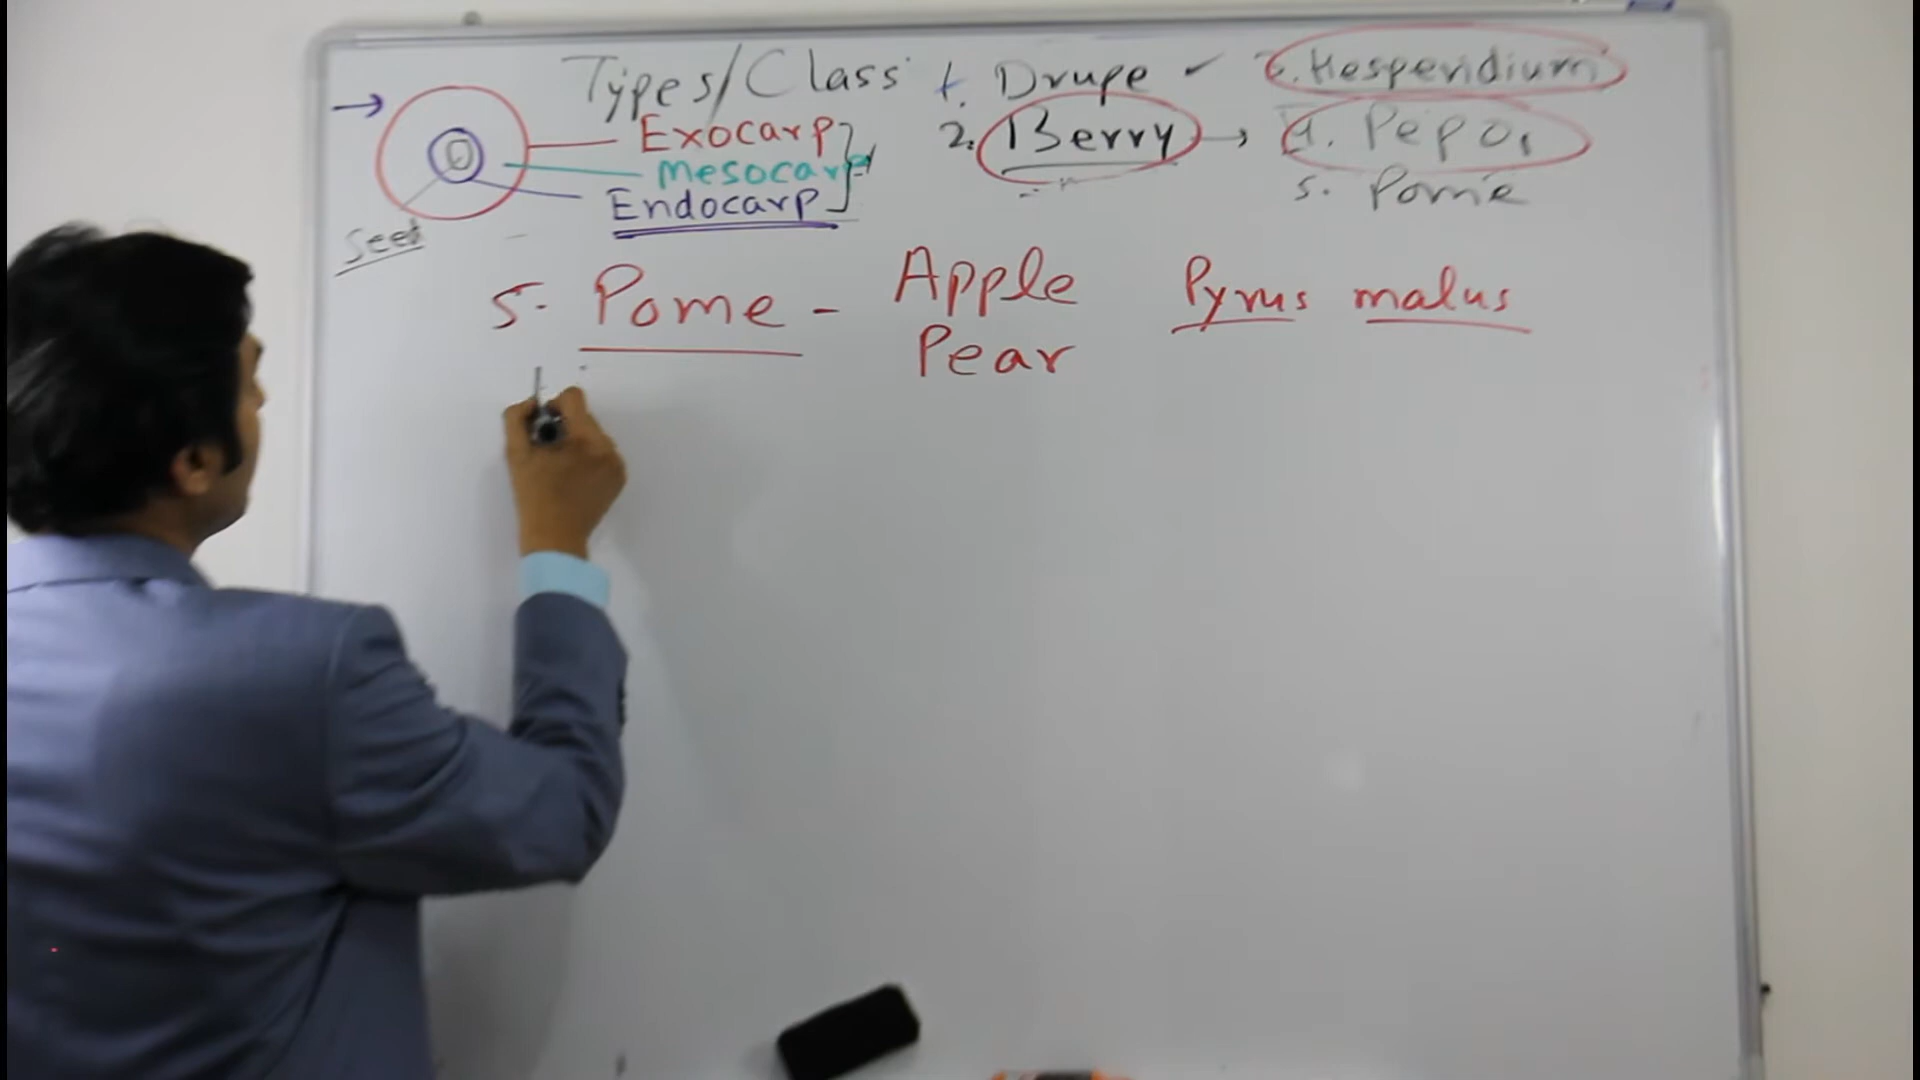 Types/Class 1. Drupe ✓ 3. Hesperidium
Exocarp
2. Berry → 4. Pepo,
Mesocarp
Endocarp
5. Pome
Seed
5. Pome - Apple Pyrus malus
Pear